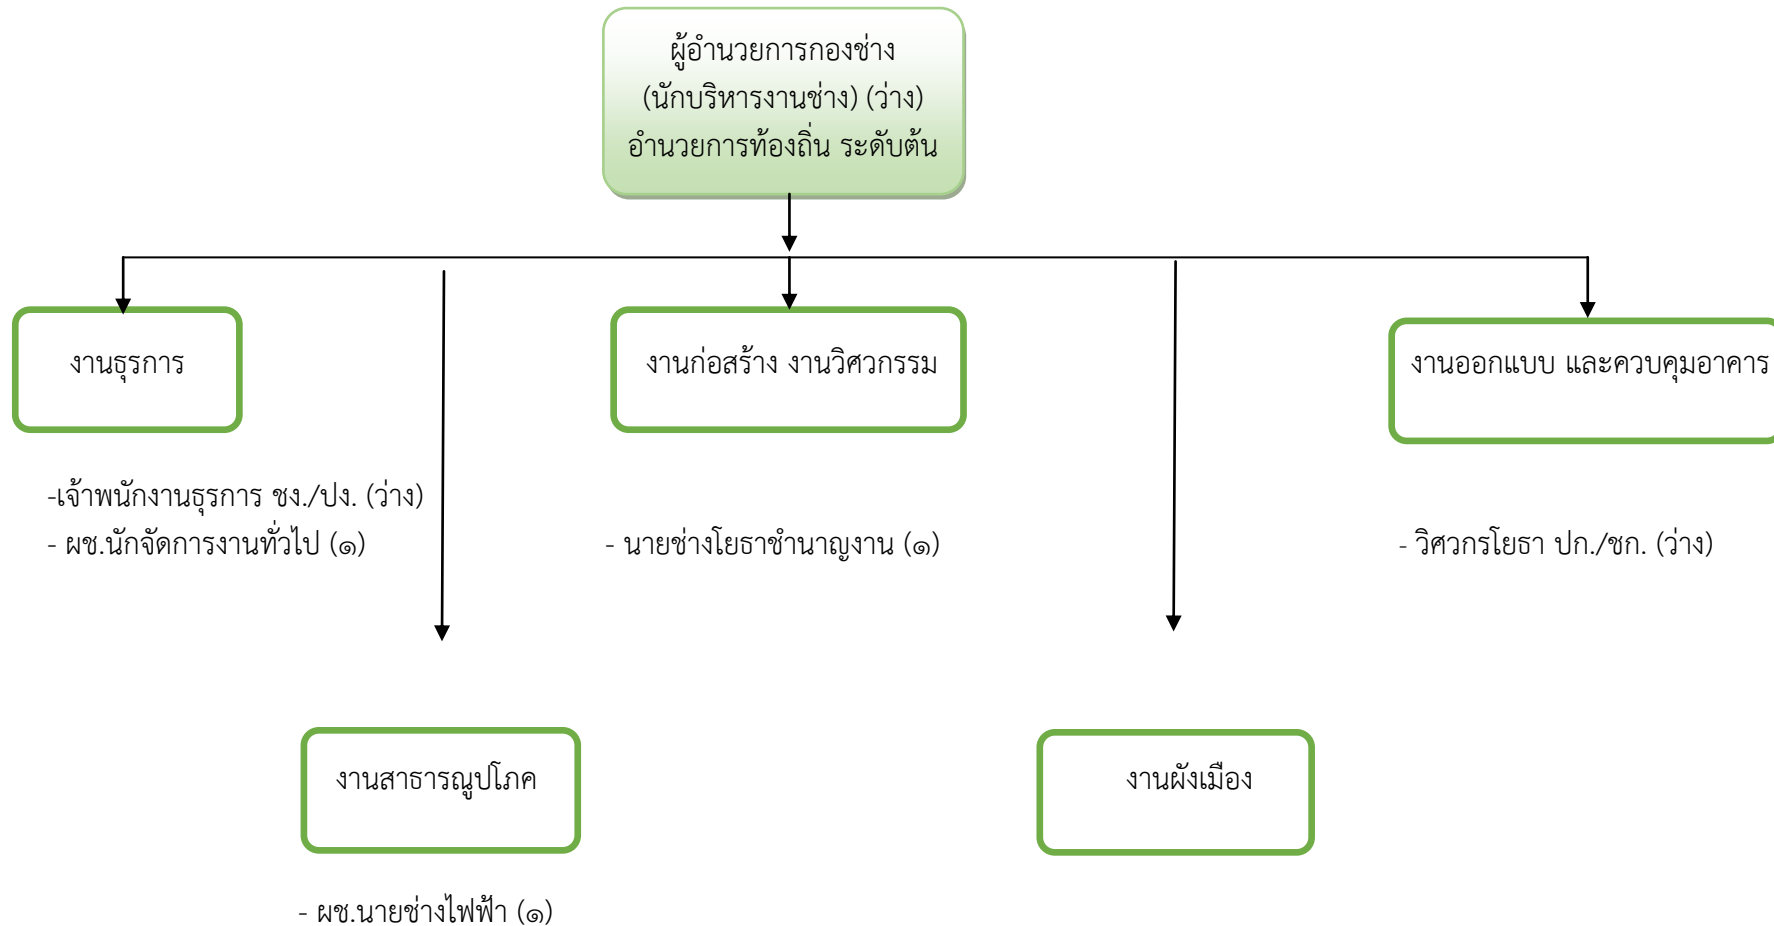 ผู้อำนวยการกองช่าง
(นักบริหารงานช่าง) (ว่าง)
อำนวยการท้องถิ่น ระดับต้น
งานธุรการ
งานก่อสร้าง งานวิศวกรรม
งานออกแบบ และควบคุมอาคาร
-เจ้าพนักงานธุรการ ชง./ปง. (ว่าง)
- ผช.นักจัดการงานทั่วไป (๑)
- นายช่างโยธาชำนาญงาน (๑)
- วิศวกรโยธา ปก./ชก. (ว่าง)
งานสาธารณูปโภค
งานผังเมือง
- ผช.นายช่างไฟฟ้า (๑)